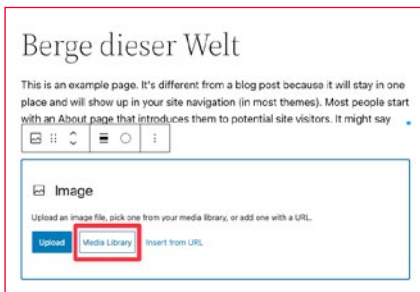 Berge dieser Welt
This is an example page. It's different from a blog post because it will stay in one
place and will show up in your site navigation (in most themes). Most people start
with an About page that introduces them to potential site visitors. It might say
Image
Upload an image file, pick one from your media library, or add one with a URL.
Upload
Media Library
Insert from URL